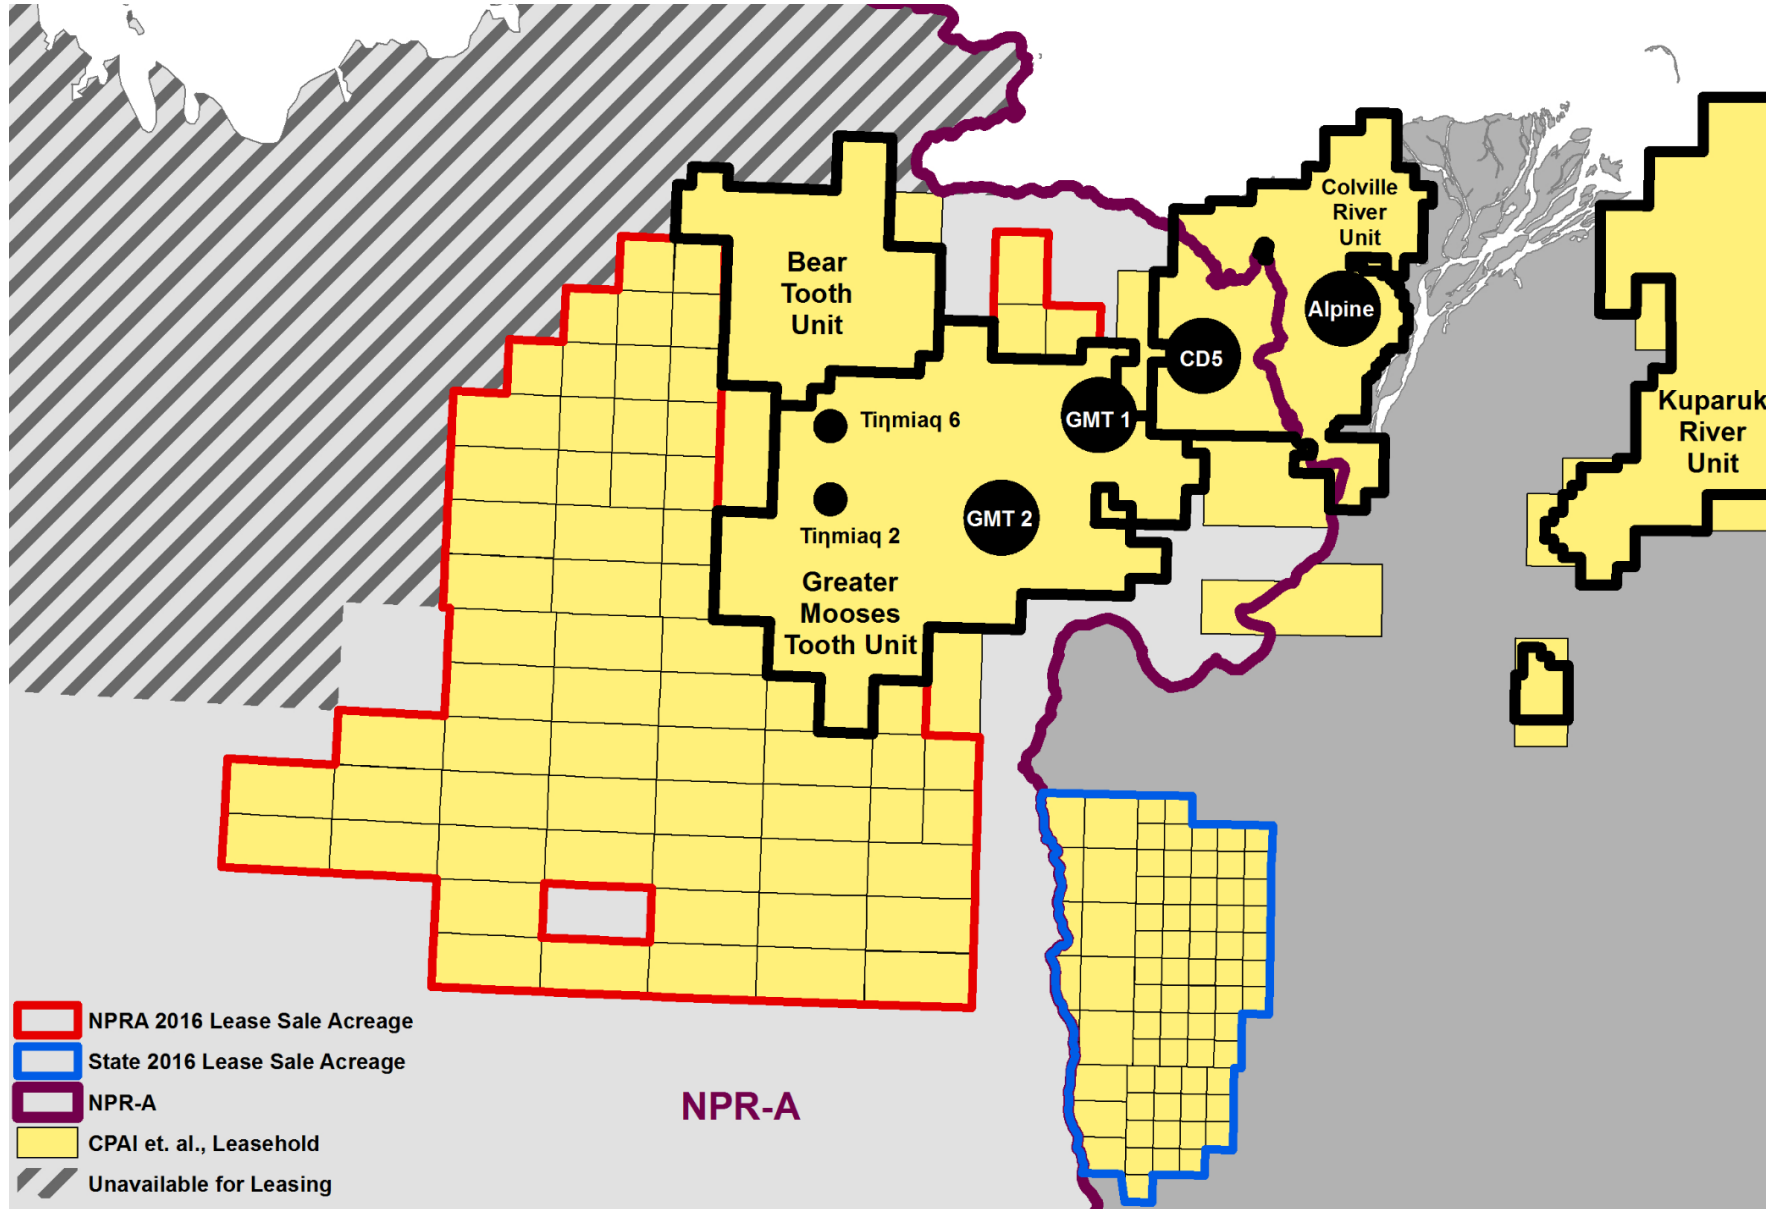 Colville
River
Unit
Bear
Tooth
Unit
Alpine
CD5
Kuparuk
River
Unit
Tiŋmiaq 6
GMT 1
GMT 2
Tiŋmiaq 2
Greater
Mooses
Tooth Unit
NPRA 2016 Lease Sale Acreage
State 2016 Lease Sale Acreage
NPR-A
CPAI et. al., Leasehold
Unavailable for Leasing
NPR-A